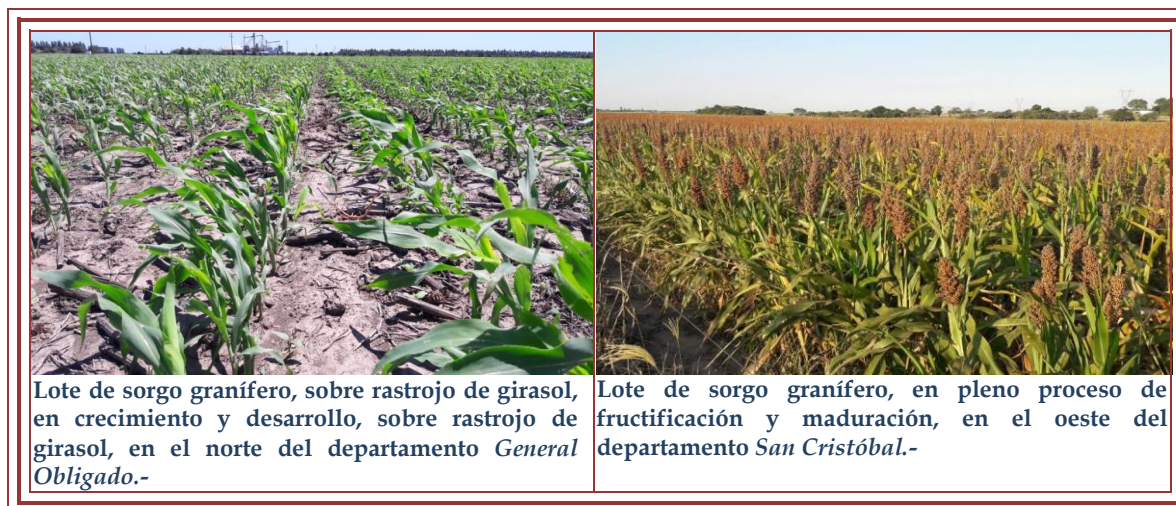 Lote de sorgo granífero, sobre rastrojo de girasol,
en crecimiento y desarrollo, sobre rastrojo de
girasol, en el norte del departamento General
Obligado.-
Lote de sorgo granífero, en pleno proceso de
fructificación y maduración, en el oeste del
departamento San Cristóbal.-